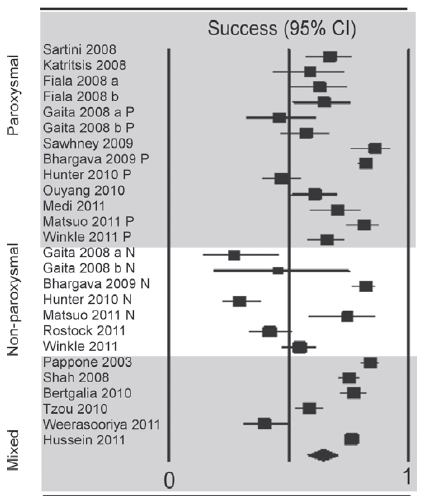 Success (95% CI)
Paroxysmal
Sartini 2008
Katritsis 2008
Fiala 2008 a
Fiala 2008 b
Gaita 2008 a P
Gaita 2008 b P
Sawhney 2009
Bhargava 2009 P
Hunter 2010 P
Ouyang 2010
Medi 2011
Matsuo 2011 P
Winkle 2011 P
Non-paroxysmal
Gaita 2008 a N
Gaita 2008 b N
Bhargava 2009 N
Hunter 2010 N
Matsuo 2011 N
Rostock 2011
Winkle 2011
Mixed
Pappone 2003
Shah 2008
Bertgalia 2010
Tzou 2010
Weerasooriya 2011
Hussein 2011
0 1